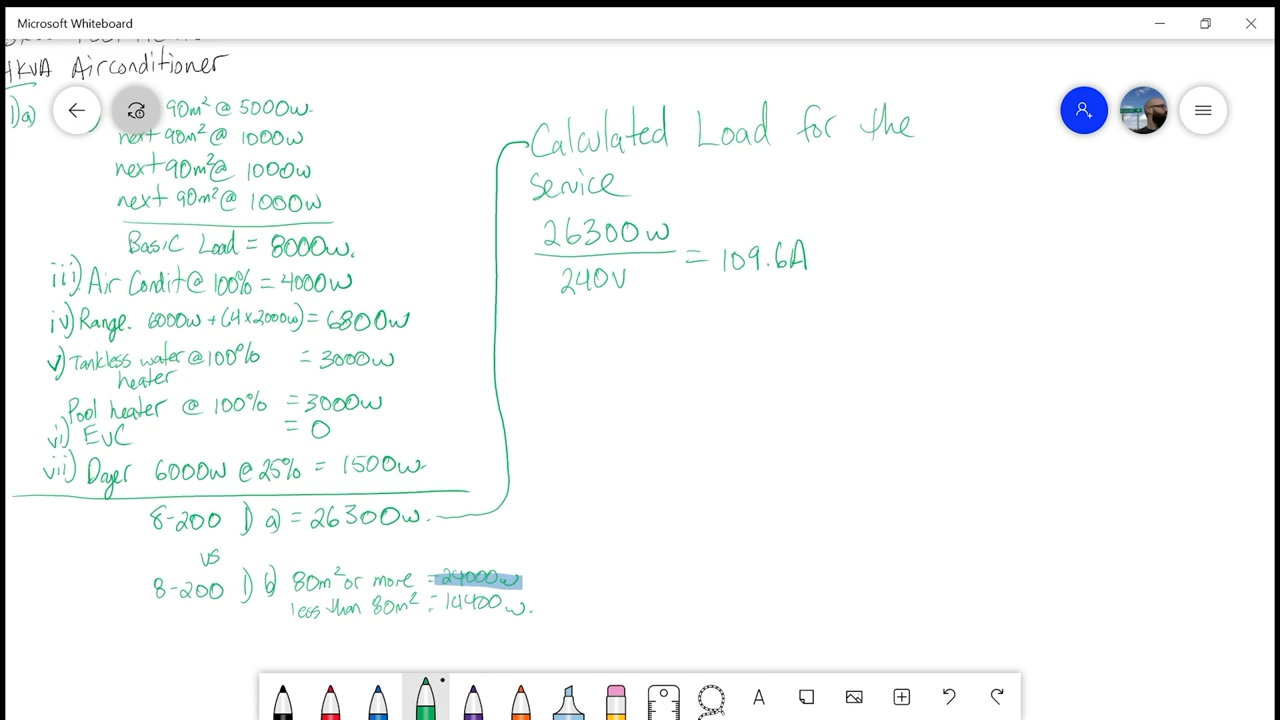 Microsoft Whiteboard
4KVA Airconditioner
1) a) 90m² @ 5000w
next 90m² @ 1000w
next 90m² @ 1000w
next 90m² @ 1000w
Basic Load = 8000w.
iii) Air Condit @ 100% = 4000w
iv) Range. 6000w + (.4 x 2000w) = 6800w
v) Tankless water @ 100% = 3000w
heater
Pool heater @ 100% = 3000w
vi) EVC = 0
vii) Dryer 6000w @ 25% = 1500w
8-200 1) a) = 26300w.
vs
8-200 1) b) 80m² or more = 24000w
less than 80m² = 14400w.
Calculated Load for the
service
26300w
240V
= 109.6A
A